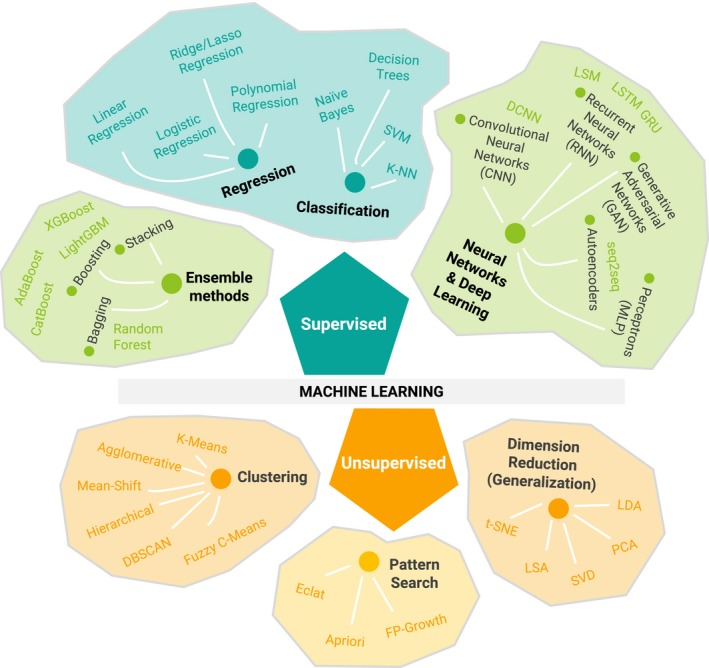 Ridge/Lasso
Regression
Linear
Regression
Logistic
Regression
Polynomial
Regression
Regression
Naïve
Bayes
Decision
Trees
SVM
K-NN
Classification
XGBoost
LightGBM
AdaBoost
CatBoost
Boosting
Stacking
Bagging
Random
Forest
Ensemble
methods
DCNN
Convolutional
Neural
Networks
(CNN)
LSM
LSTM
GRU
Recurrent
Neural
Networks
(RNN)
Generative
Adversarial
Networks
(GAN)
Autoencoders
seq2seq
Perceptrons
(MLP)
Neural
Networks
& Deep
Learning
Supervised
MACHINE LEARNING
Unsupervised
K-Means
Agglomerative
Mean-Shift
Hierarchical
DBSCAN
Fuzzy C-Means
Clustering
Pattern
Search
Eclat
Apriori
FP-Growth
Dimension
Reduction
(Generalization)
t-SNE
LSA
SVD
PCA
LDA